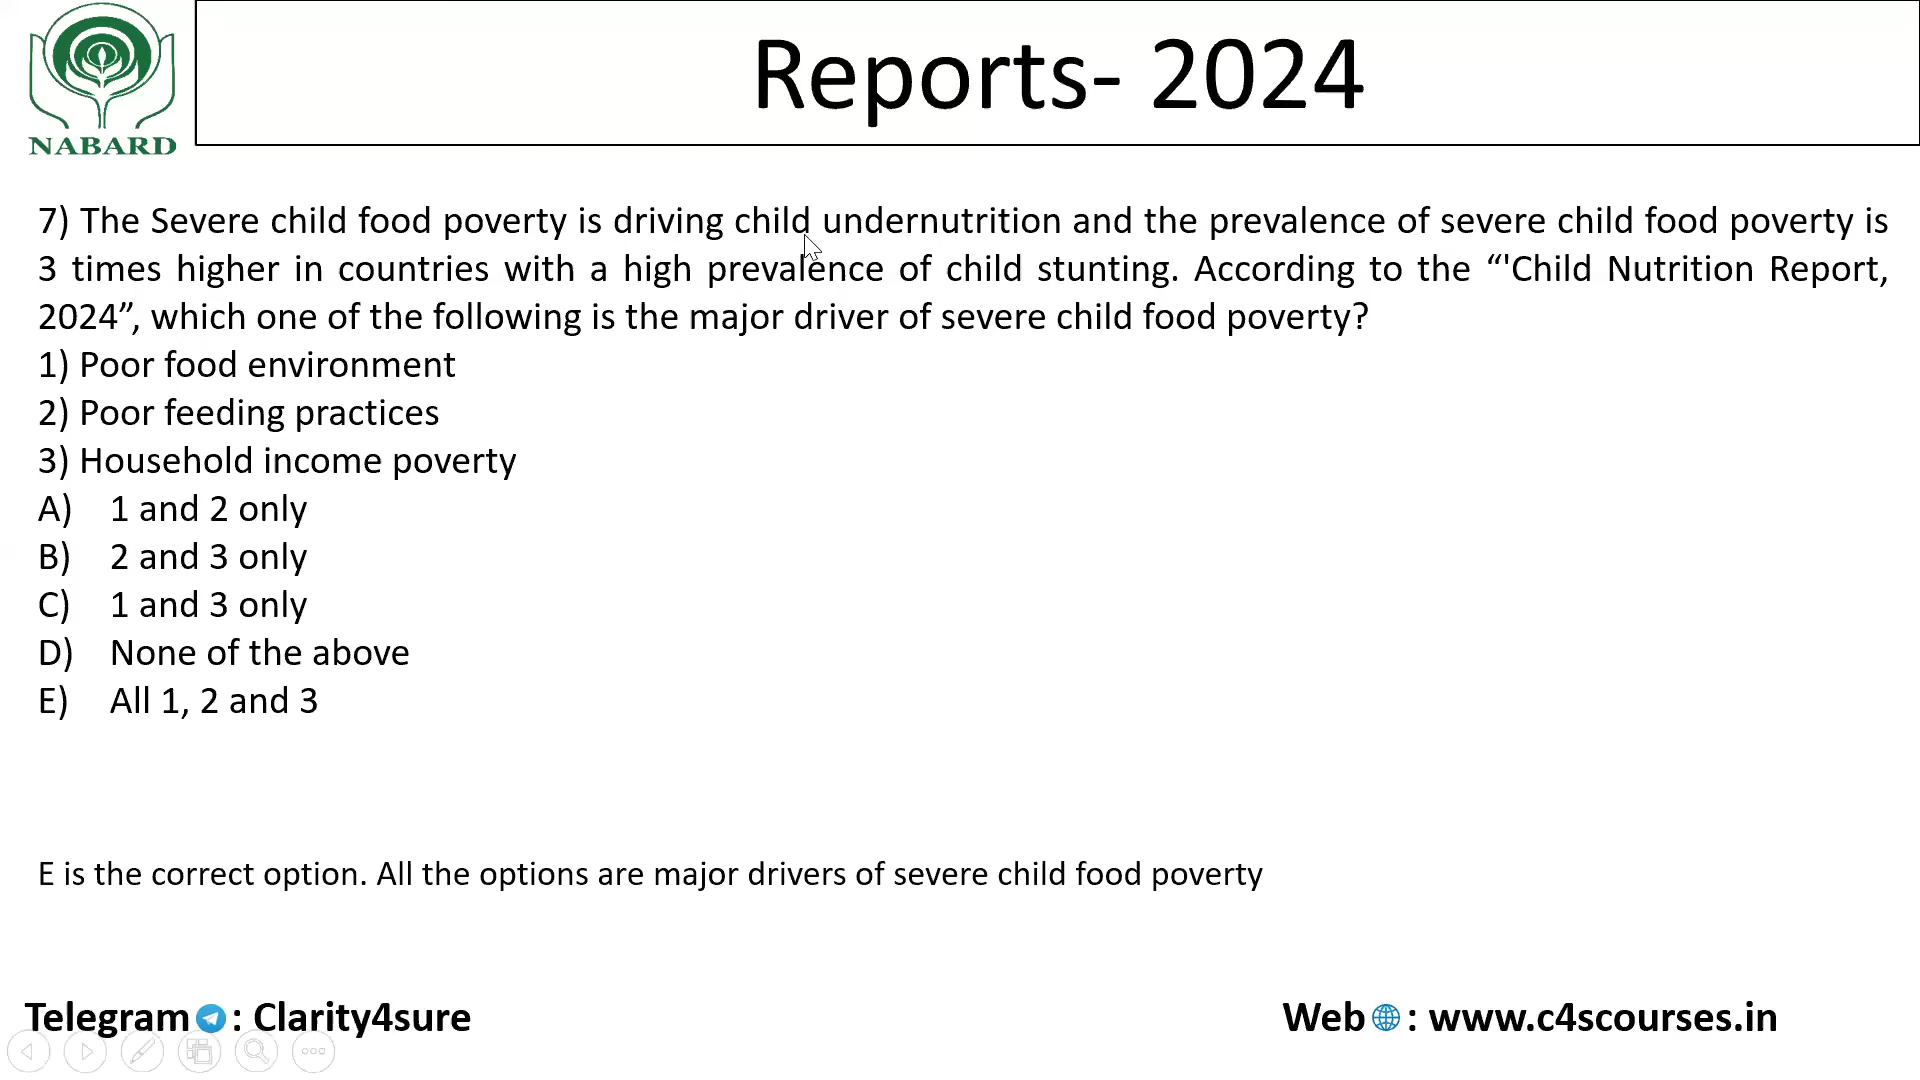 NABARD
Reports- 2024
7) The Severe child food poverty is driving child undernutrition and the prevalence of severe child food poverty is
3 times higher in countries with a high prevalence of child stunting. According to the “'Child Nutrition Report,
2024”, which one of the following is the major driver of severe child food poverty?
1) Poor food environment
2) Poor feeding practices
3) Household income poverty
A) 1 and 2 only
B) 2 and 3 only
C) 1 and 3 only
D) None of the above
E) All 1, 2 and 3
E is the correct option. All the options are major drivers of severe child food poverty
Telegram : Clarity4sure
Web : www.c4scourses.in